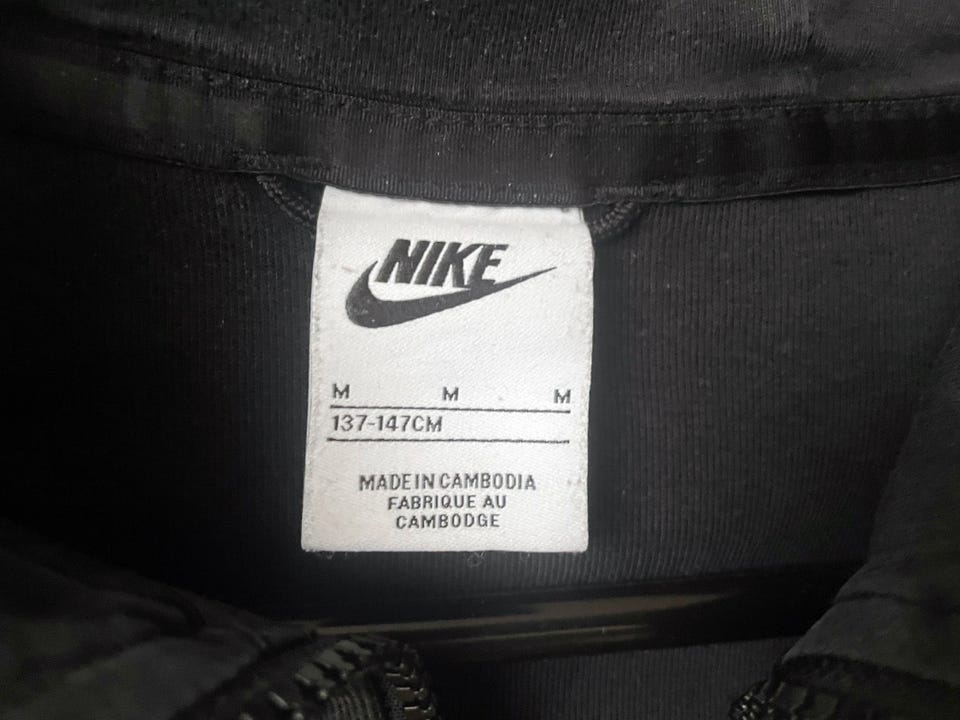 NIKE
M M M
137-147CM
MADE IN CAMBODIA
FABRIQUE AU
CAMBODGE